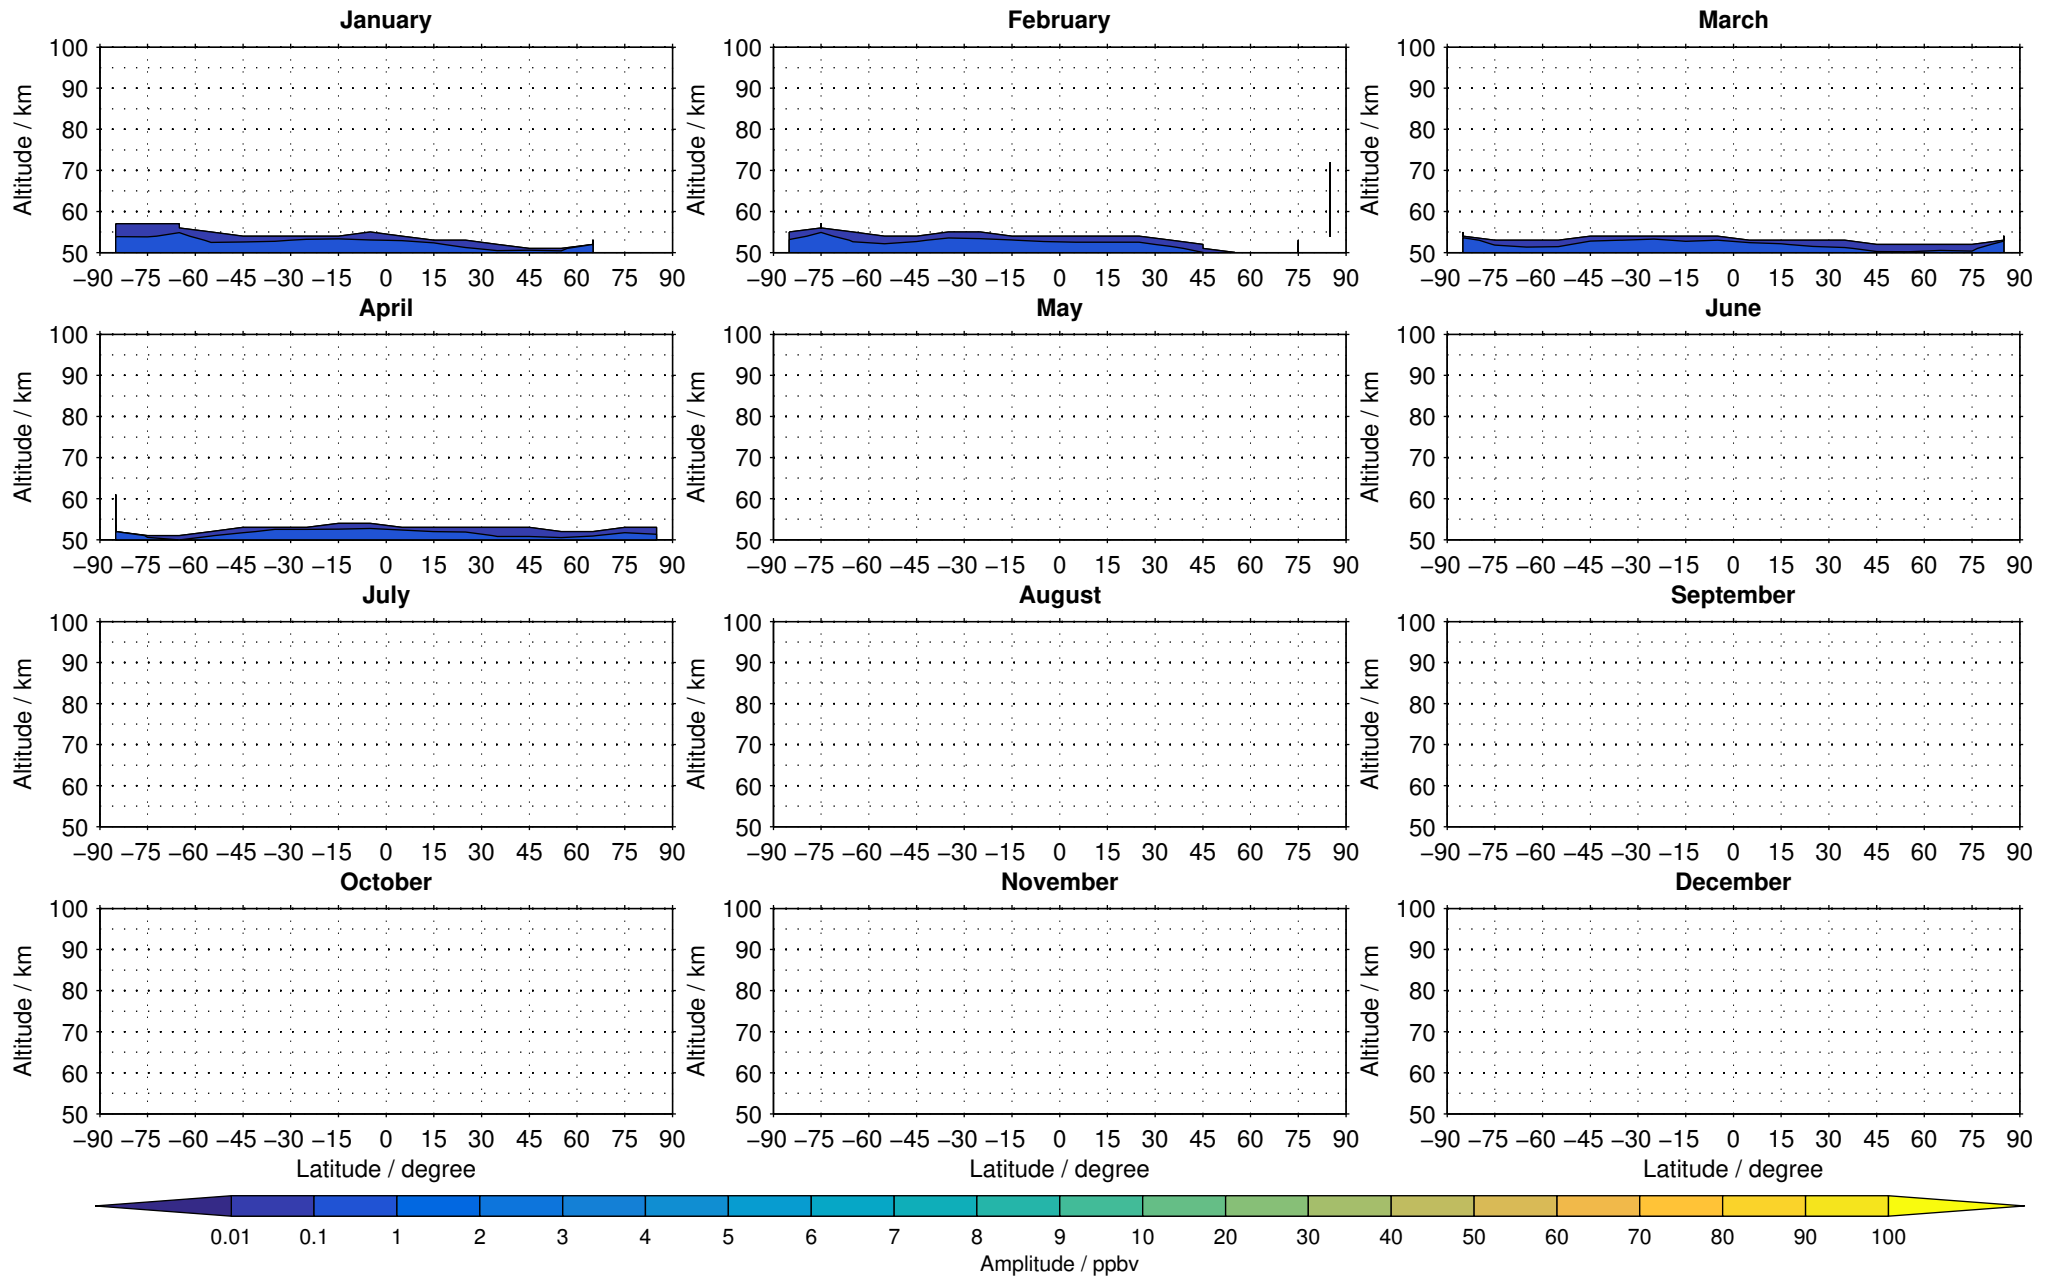 January February March
100 100 100
90 90 90
80 80 80
70 70 70
60 60 60
50 50 50
Altitude / km Altitude / km Altitude / km
−90 −75 −60 −45 −30 −15 0 15 30 45 60 75 90 −90 −75 −60 −45 −30 −15 0 15 30 45 60 75 90 −90 −75 −60 −45 −30 −15 0 15 30 45 60 75 90
April May June
100 100 100
90 90 90
80 80 80
70 70 70
60 60 60
50 50 50
Altitude / km Altitude / km Altitude / km
−90 −75 −60 −45 −30 −15 0 15 30 45 60 75 90 −90 −75 −60 −45 −30 −15 0 15 30 45 60 75 90 −90 −75 −60 −45 −30 −15 0 15 30 45 60 75 90
July August September
100 100 100
90 90 90
80 80 80
70 70 70
60 60 60
50 50 50
Altitude / km Altitude / km Altitude / km
−90 −75 −60 −45 −30 −15 0 15 30 45 60 75 90 −90 −75 −60 −45 −30 −15 0 15 30 45 60 75 90 −90 −75 −60 −45 −30 −15 0 15 30 45 60 75 90
October November December
100 100 100
90 90 90
80 80 80
70 70 70
60 60 60
50 50 50
Altitude / km Altitude / km Altitude / km
−90 −75 −60 −45 −30 −15 0 15 30 45 60 75 90 −90 −75 −60 −45 −30 −15 0 15 30 45 60 75 90 −90 −75 −60 −45 −30 −15 0 15 30 45 60 75 90
Latitude / degree Latitude / degree Latitude / degree
0.01 0.1 1 2 3 4 5 6 7 8 9 10 20 30 40 50 60 70 80 90 100
Amplitude / ppbv